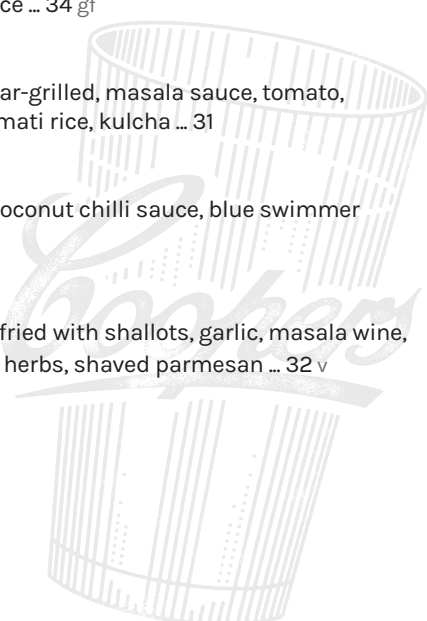 ce ... 34 gf
ar-grilled, masala sauce, tomato,
mati rice, kulcha ... 31
oconut chilli sauce, blue swimmer
fried with shallots, garlic, masala wine,
herbs, shaved parmesan ... 32 v
Coopers